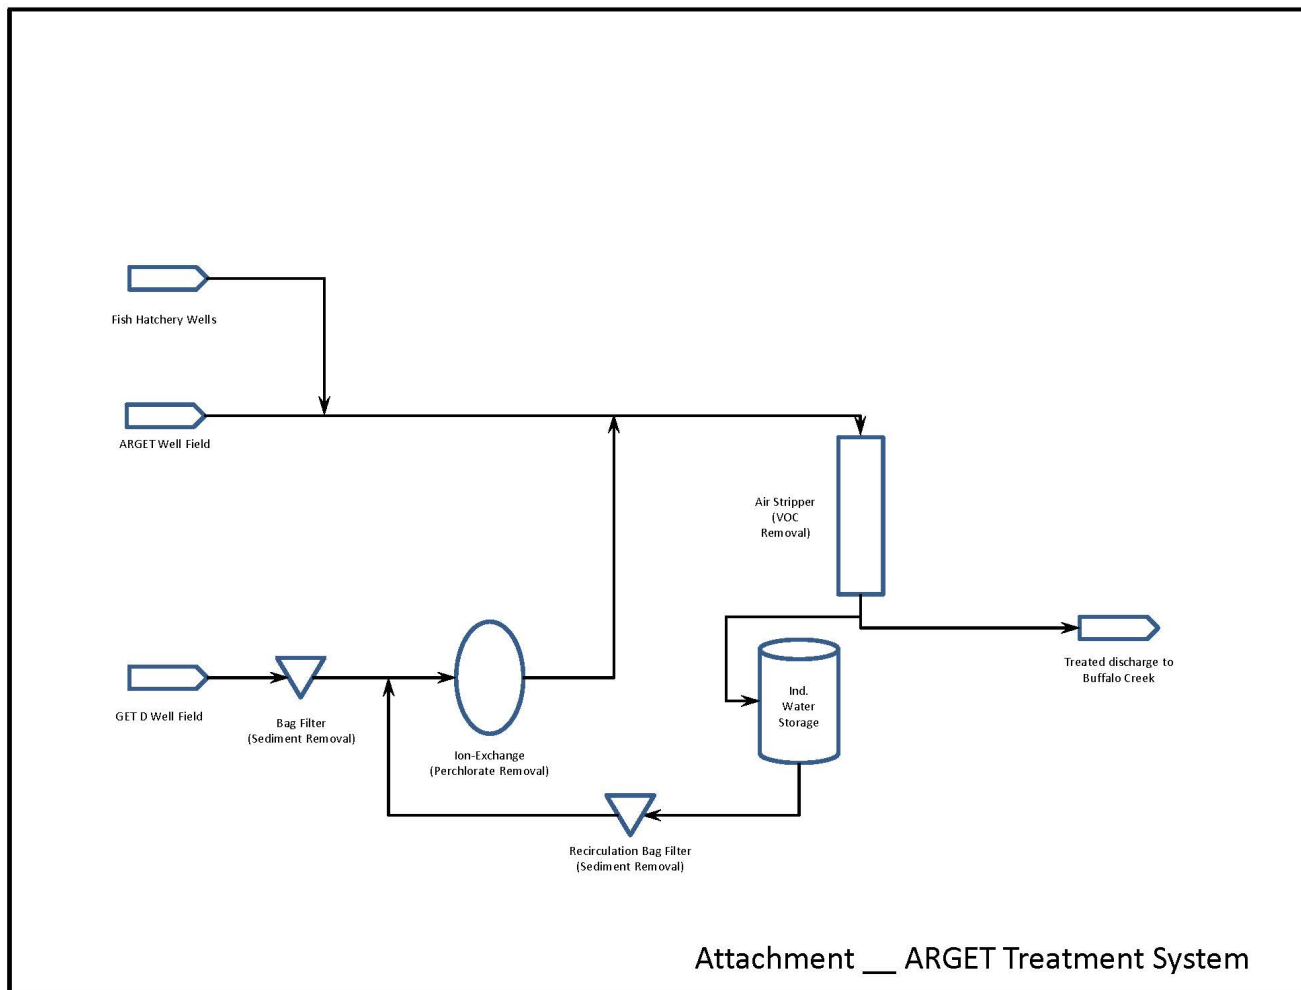 Fish Hatchery Wells
ARGET Well Field
Air Stripper
(VOC
Removal)
Treated discharge to
Buffalo Creek
Ind.
Water
Storage
GET D Well Field
Bag Filter
(Sediment Removal)
Ion-Exchange
(Perchlorate Removal)
Recirculation Bag Filter
(Sediment Removal)
Attachment __ ARGET Treatment System